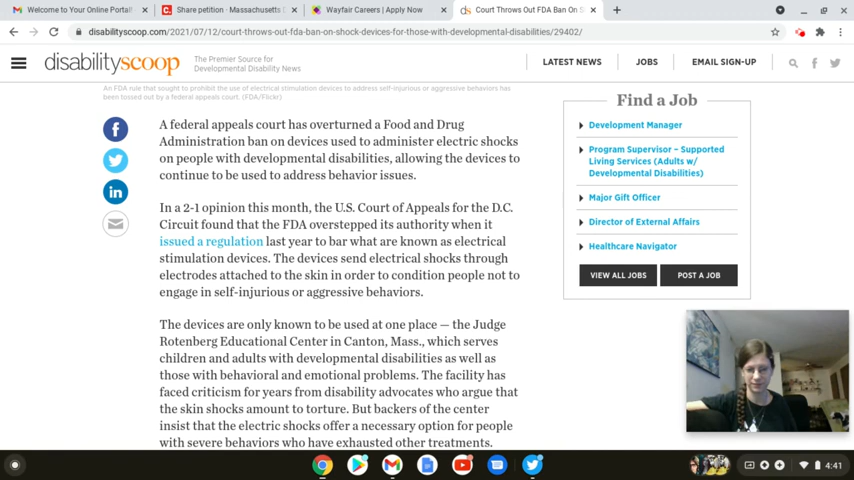 Welcome to Your Online Portal
Share petition · Massachusetts D
Wayfair Careers | Apply Now
Court Throws Out FDA Ban On S
disabilityscoop.com/2021/07/12/court-throws-out-fda-ban-on-shock-devices-for-those-with-developmental-disabilities/29402/
disabilityscoop
The Premier Source for
Developmental Disability News
LATEST NEWS
JOBS
EMAIL SIGN-UP
An FDA rule that sought to prohibit the use of electrical stimulation devices to address self-injurious or aggressive behaviors has
been tossed out by a federal appeals court. (FDA/Flickr)
A federal appeals court has overturned a Food and Drug
Administration ban on devices used to administer electric shocks
on people with developmental disabilities, allowing the devices to
continue to be used to address behavior issues.
In a 2-1 opinion this month, the U.S. Court of Appeals for the D.C.
Circuit found that the FDA overstepped its authority when it
issued a regulation last year to bar what are known as electrical
stimulation devices. The devices send electrical shocks through
electrodes attached to the skin in order to condition people not to
engage in self-injurious or aggressive behaviors.
The devices are only known to be used at one place — the Judge
Rotenberg Educational Center in Canton, Mass., which serves
children and adults with developmental disabilities as well as
those with behavioral and emotional problems. The facility has
faced criticism for years from disability advocates who argue that
the skin shocks amount to torture. But backers of the center
insist that the electric shocks offer a necessary option for people
with severe behaviors who have exhausted other treatments.
Find a Job
Development Manager
Program Supervisor – Supported
Living Services (Adults w/
Developmental Disabilities)
Major Gift Officer
Director of External Affairs
Healthcare Navigator
VIEW ALL JOBS
POST A JOB
4:41